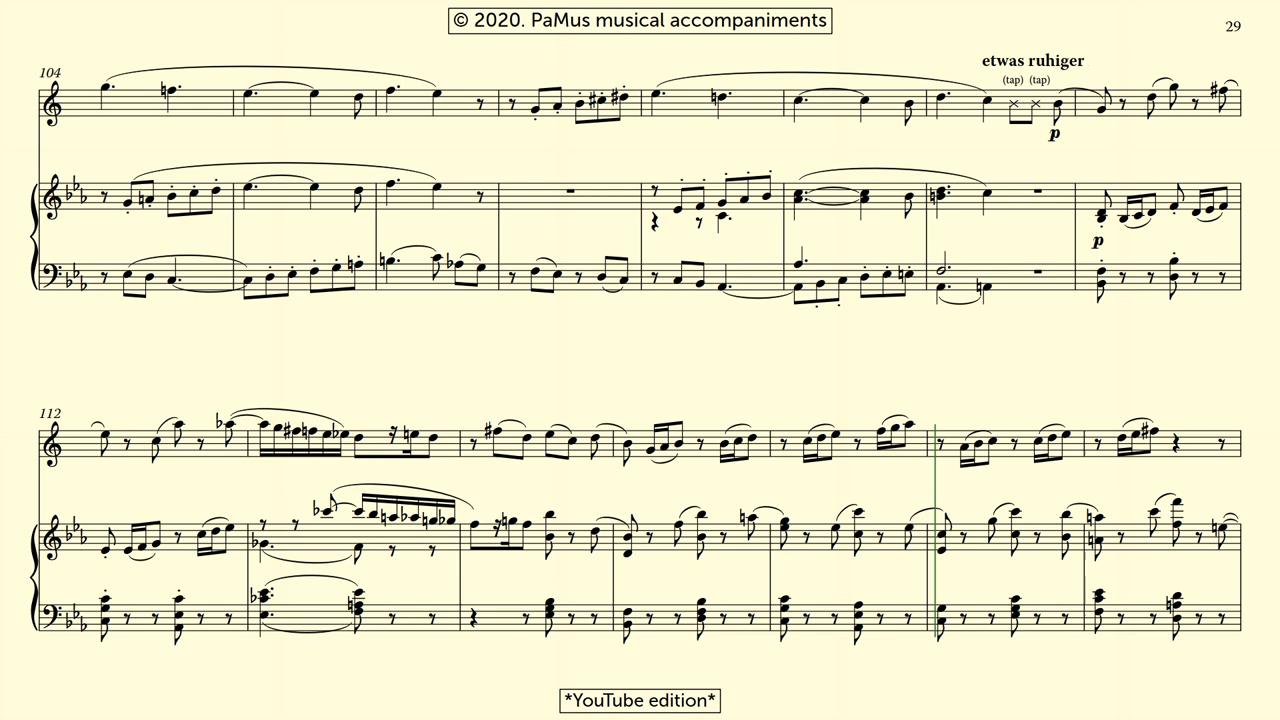 © 2020. PaMus musical accompaniments
29
104
etwas ruhiger
(tap) (tap)
p
p
112
*YouTube edition*